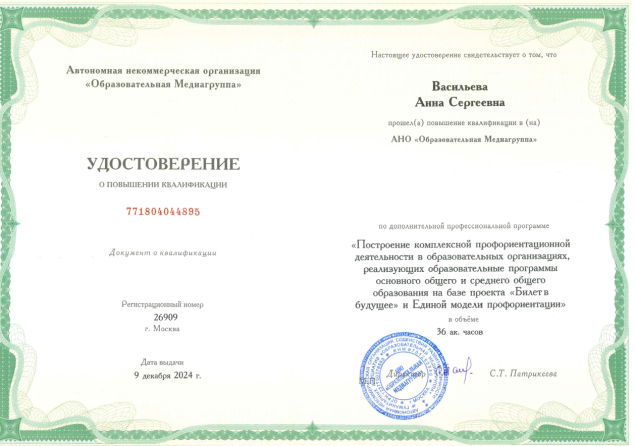 Автономная некоммерческая организация
«Образовательная Медиагруппа»
УДОСТОВЕРЕНИЕ
О ПОВЫШЕНИИ КВАЛИФИКАЦИИ
771804044895
Документ о квалификации
Регистрационный номер
26909
г. Москва
Дата выдачи
9 декабря 2024 г.
Настоящее удостоверение свидетельствует о том, что
Васильева
Анна Сергеевна
прошел(а) повышение квалификации в (на)
АНО «Образовательная Медиагруппа»
по дополнительной профессиональной программе
«Построение комплексной профориентационной
деятельности в образовательных организациях,
реализующих образовательные программы
основного общего и среднего общего
образования на базе проекта «Билет в
будущее» и Единой модели профориентации»
в объёме
36 ак. часов
М.П.
Директор
С.Т. Патрикеева